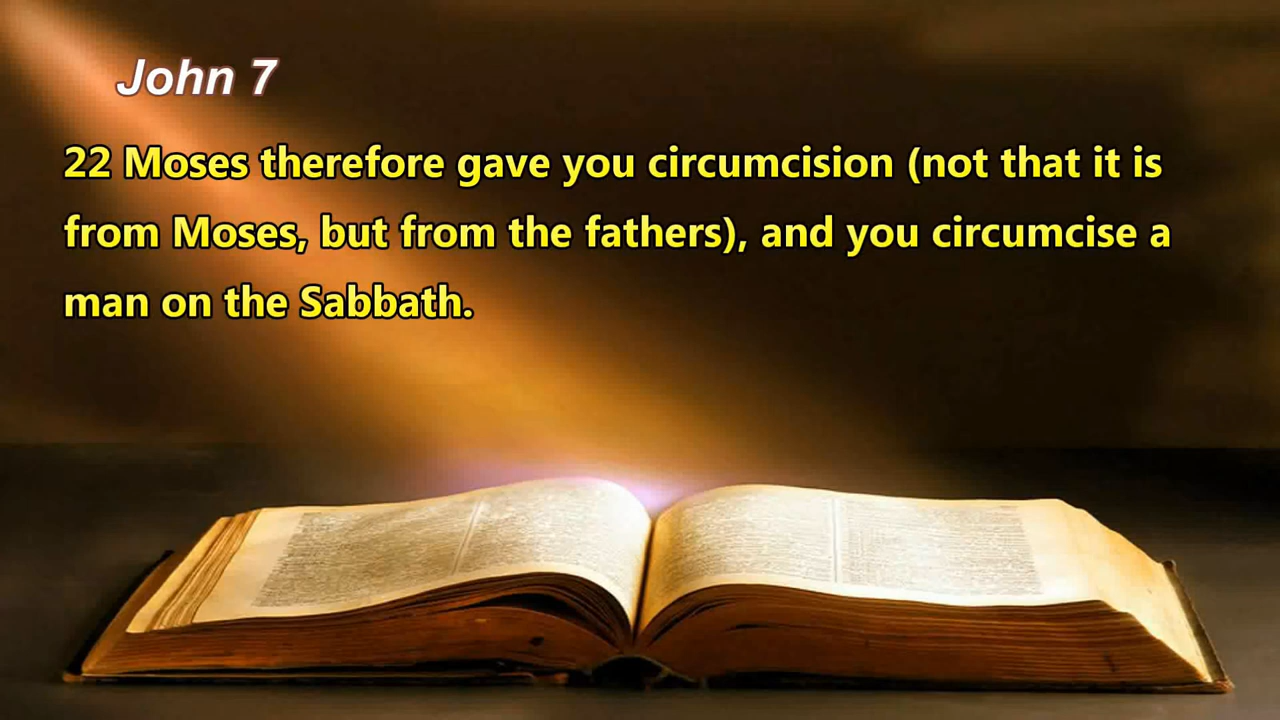 John 7
22 Moses therefore gave you circumcision (not that it is
from Moses, but from the fathers), and you circumcise a
man on the Sabbath.